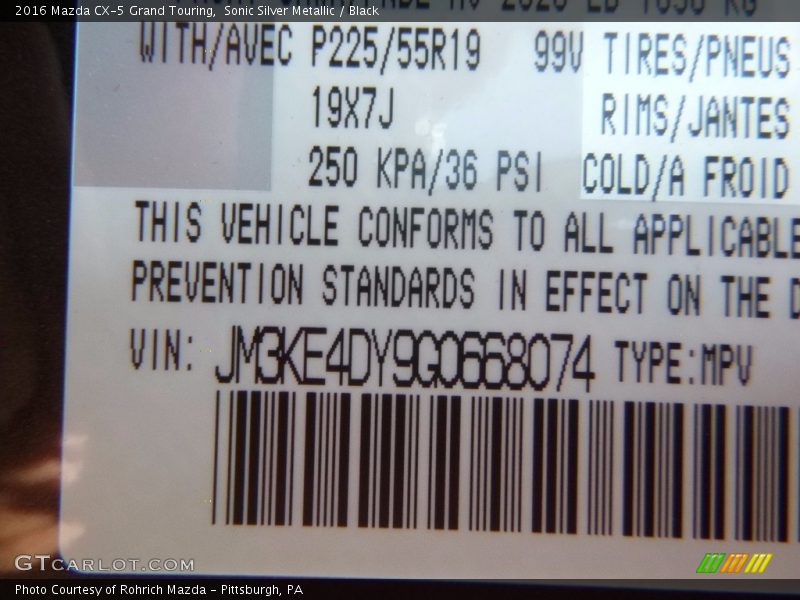 2016 Mazda CX-5 Grand Touring,  Sonic Silver Metallic / Black
WITH/AVEC P225/55R19 99V TIRES/PNEUS
19X7J RIMS/JANTES
250 KPA/36 PSI COLD/A FROID
THIS VEHICLE CONFORMS TO ALL APPLICABLE
PREVENTION STANDARDS IN EFFECT ON THE D
VIN: JM3KE4DY9G0668074 TYPE:MPV
GTCARLOT.COM
Photo Courtesy of Rohrich Mazda - Pittsburgh, PA